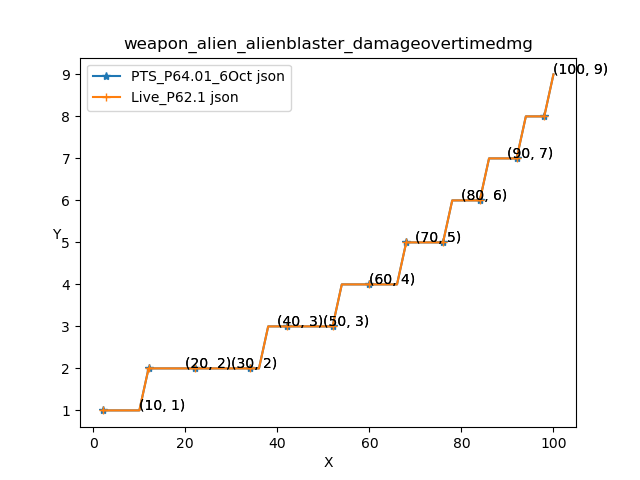 weapon_alien_alienblaster_damageovertimedmg
PTS_P64.01_6Oct json
Live_P62.1 json
(100, 9)
(90, 7)
(80, 6)
(70, 5)
(60, 4)
(40, 3)(50, 3)
(20, 2)(30, 2)
(10, 1)
9
8
7
6
5
4
3
2
1
Y
0 20 40 60 80 100
X